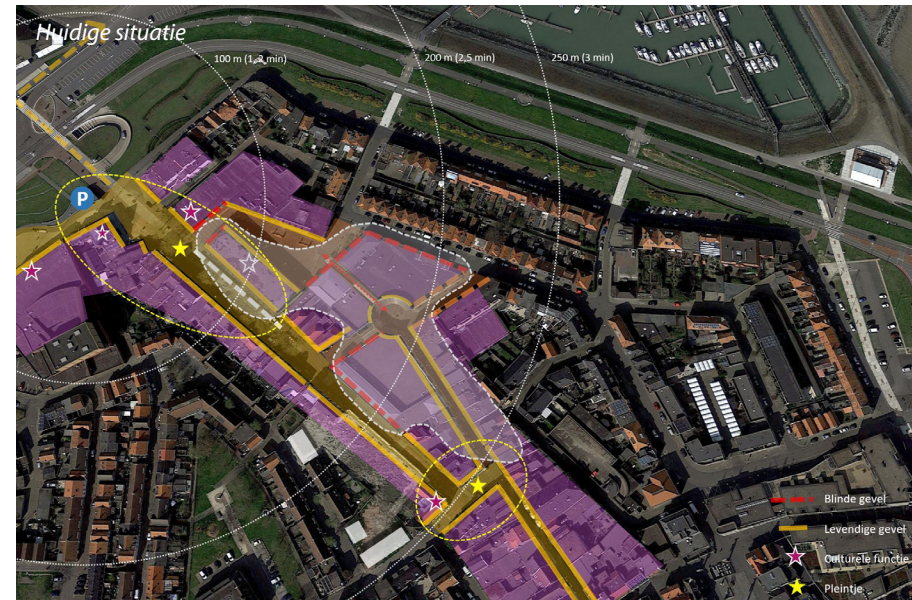 Huidige situatie
100 m (1, 2 min)
200 m (2,5 min)
250 m (3 min)
P
Blinde gevel
Levendige gevel
Culturele functie
Pleintje